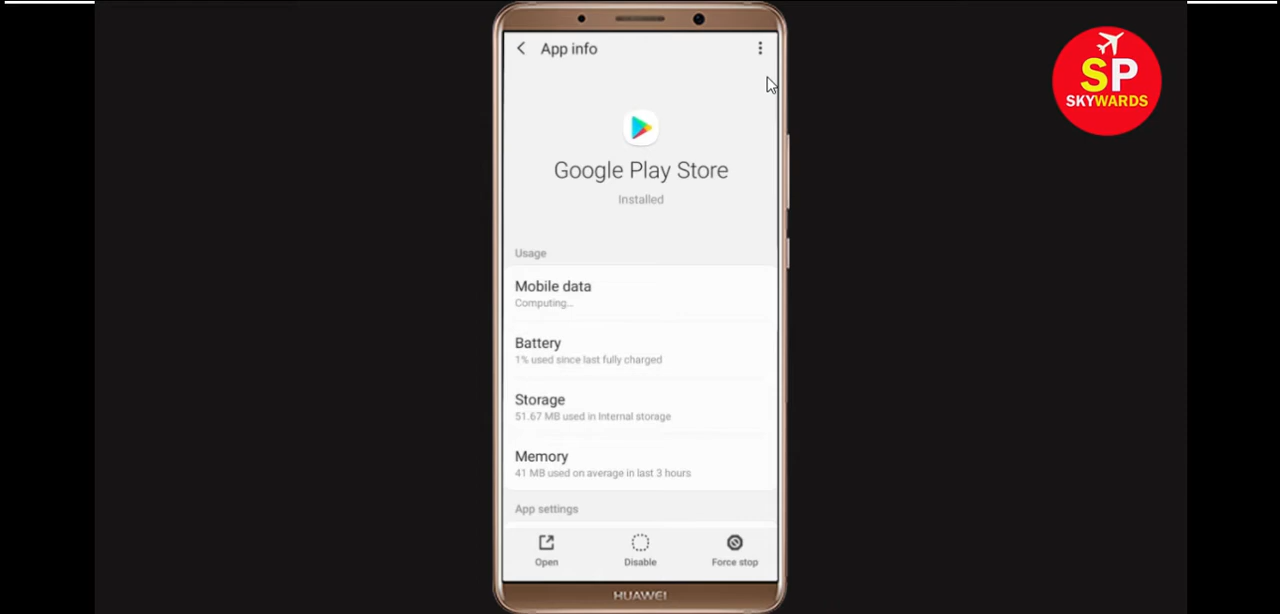 App info
SP
SKYWARDS
Google Play Store
Installed
Usage
Mobile data
Computing...
Battery
1% used since last fully charged
Storage
51.67 MB used in Internal storage
Memory
41 MB used on average in last 3 hours
App settings
Open
Disable
Force stop
HUAWEI